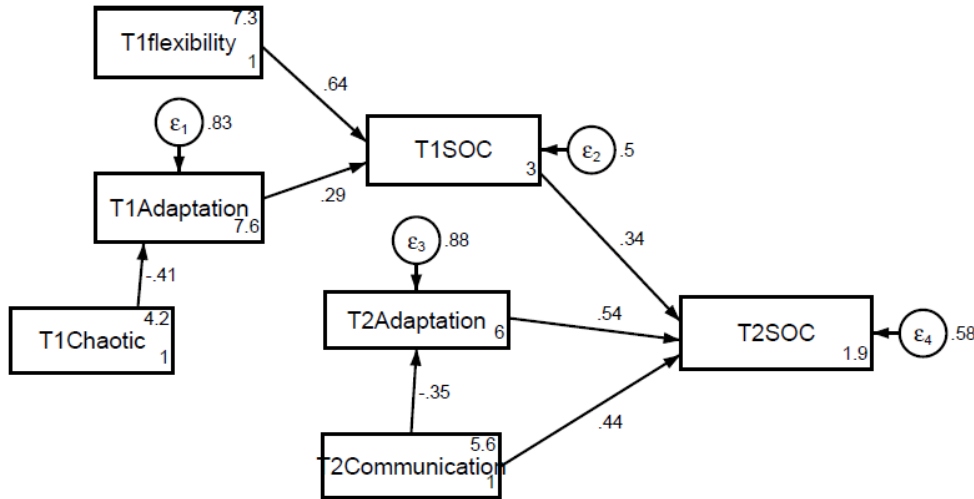 7.3
T1flexibility
1
.64
ε1 .83
T1SOC
3
ε2 .5
T1Adaptation
7.6
.29
ε3 .88
.34
-.41
4.2
T1Chaotic
1
T2Adaptation
6
.54
T2SOC
1.9
ε4 .58
-.35
.44
5.6
T2Communication
1